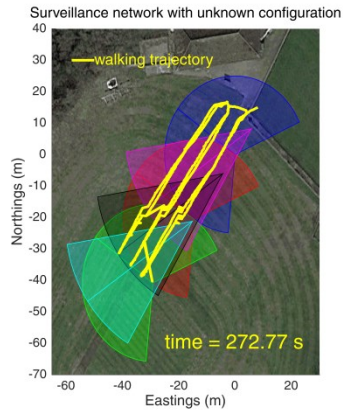 Surveillance network with unknown configuration
40
walking trajectory
30
20
10
0
-10
-20
-30
-40
-50
-60
-70
Northings (m)
time = 272.77 s
-60 -40 -20 0 20
Eastings (m)